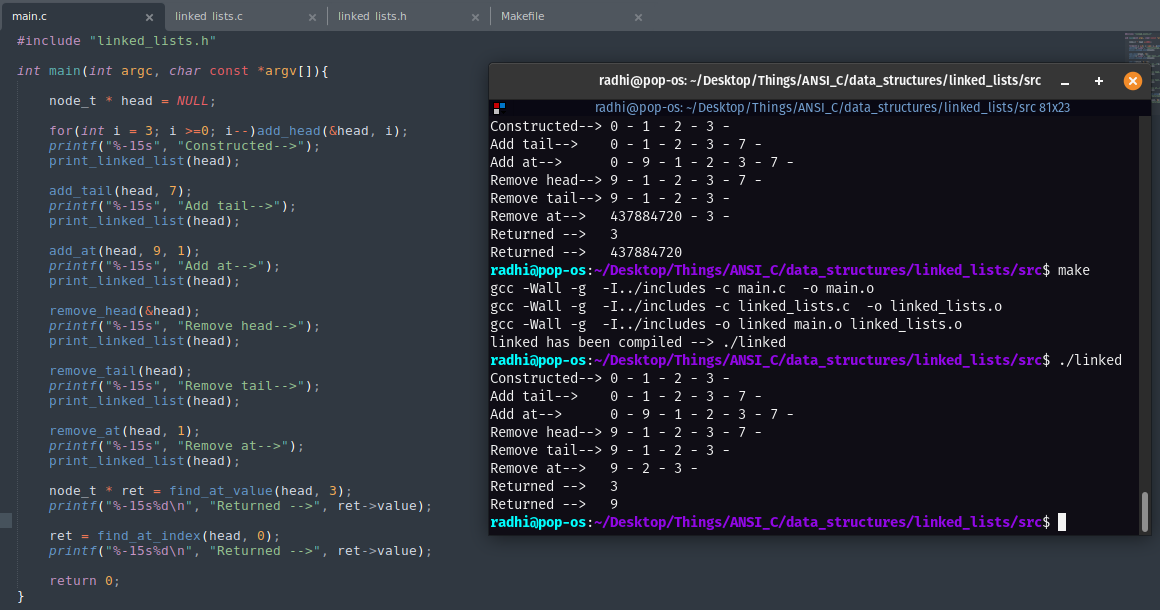 main.c
linked lists.c
linked lists.h
Makefile
#include "linked_lists.h"
int main(int argc, char const *argv[]){
node_t * head = NULL;
for(int i = 3; i >=0; i--)add_head(&head, i);
printf("%-15s", "Constructed-->");
print_linked_list(head);
add_tail(head, 7);
printf("%-15s", "Add tail-->");
print_linked_list(head);
add_at(head, 9, 1);
printf("%-15s", "Add at-->");
print_linked_list(head);
remove_head(&head);
printf("%-15s", "Remove head-->");
print_linked_list(head);
remove_tail(head);
printf("%-15s", "Remove tail-->");
print_linked_list(head);
remove_at(head, 1);
printf("%-15s", "Remove at-->");
print_linked_list(head);
node_t * ret = find_at_value(head, 3);
printf("%-15s%d\n", "Returned -->", ret->value);
ret = find_at_index(head, 0);
printf("%-15s%d\n", "Returned -->", ret->value);
return 0;
}
radhi@pop-os: ~/Desktop/Things/ANSI_C/data_structures/linked_lists/src
radhi@pop-os: ~/Desktop/Things/ANSI_C/data_structures/linked_lists/src 81x23
Constructed--> 0 - 1 - 2 - 3 -
Add tail-->    0 - 1 - 2 - 3 - 7 -
Add at-->      0 - 9 - 1 - 2 - 3 - 7 -
Remove head--> 9 - 1 - 2 - 3 - 7 -
Remove tail--> 9 - 1 - 2 - 3 -
Remove at-->   437884720 - 3 -
Returned -->   3
Returned -->   437884720
radhi@pop-os:~/Desktop/Things/ANSI_C/data_structures/linked_lists/src$ make
gcc -Wall -g  -I../includes -c main.c  -o main.o
gcc -Wall -g  -I../includes -c linked_lists.c  -o linked_lists.o
gcc -Wall -g  -I../includes -o linked main.o linked_lists.o
linked has been compiled --> ./linked
radhi@pop-os:~/Desktop/Things/ANSI_C/data_structures/linked_lists/src$ ./linked
Constructed--> 0 - 1 - 2 - 3 -
Add tail-->    0 - 1 - 2 - 3 - 7 -
Add at-->      0 - 9 - 1 - 2 - 3 - 7 -
Remove head--> 9 - 1 - 2 - 3 - 7 -
Remove tail--> 9 - 1 - 2 - 3 -
Remove at-->   9 - 2 - 3 -
Returned -->   3
Returned -->   9
radhi@pop-os:~/Desktop/Things/ANSI_C/data_structures/linked_lists/src$